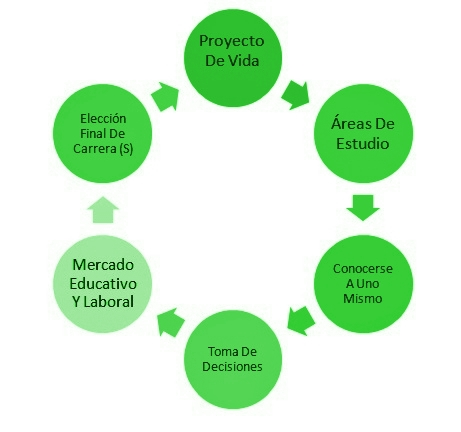 Proyecto
De Vida
Áreas De
Estudio
Conocerse
A Uno
Mismo
Toma De
Decisiones
Mercado
Educativo
Y Laboral
Elección
Final De
Carrera (S)